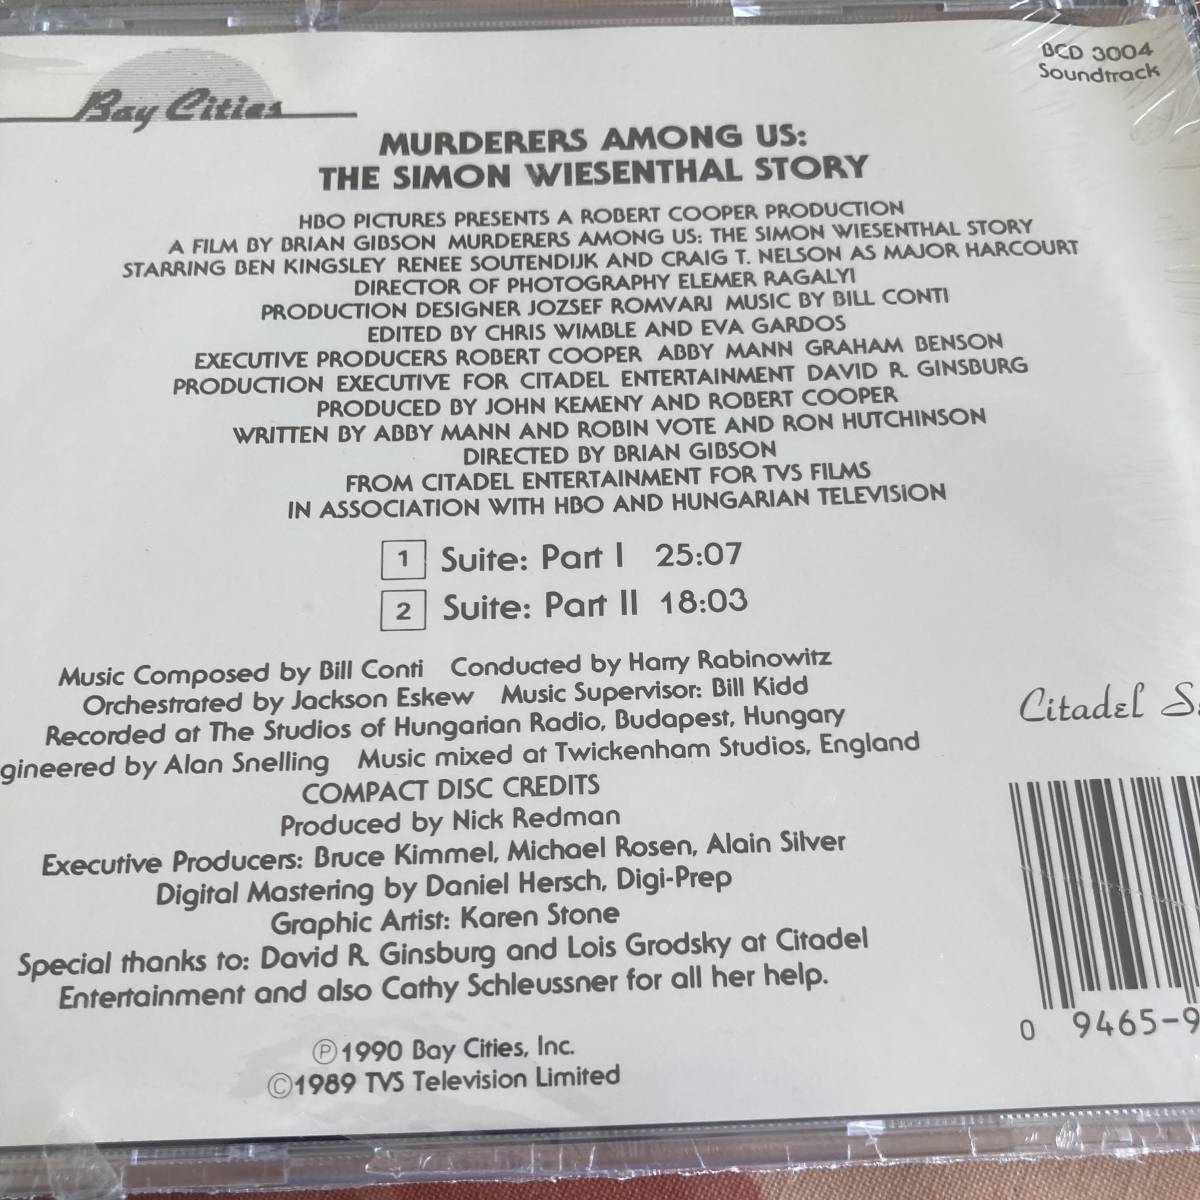 Bay Cities
BCD 3004
Soundtrack
MURDERERS AMONG US:
THE SIMON WIESENTHAL STORY
HBO PICTURES PRESENTS A ROBERT COOPER PRODUCTION
A FILM BY BRIAN GIBSON MURDERERS AMONG US: THE SIMON WIESENTHAL STORY
STARRING BEN KINGSLEY RENEE SOUTENDIJK AND CRAIG T. NELSON AS MAJOR HARCOURT
DIRECTOR OF PHOTOGRAPHY ELEMER RAGALYI
PRODUCTION DESIGNER JOZSEF ROMVARI MUSIC BY BILL CONTI
EDITED BY CHRIS WIMBLE AND EVA GARDOS
EXECUTIVE PRODUCERS ROBERT COOPER ABBY MANN GRAHAM BENSON
PRODUCTION EXECUTIVE FOR CITADEL ENTERTAINMENT DAVID R. GINSBURG
PRODUCED BY JOHN KEMENY AND ROBERT COOPER
WRITTEN BY ABBY MANN AND ROBIN VOTE AND RON HUTCHINSON
DIRECTED BY BRIAN GIBSON
FROM CITADEL ENTERTAINMENT FOR TVS FILMS
IN ASSOCIATION WITH HBO AND HUNGARIAN TELEVISION
1 Suite: Part I 25:07
2 Suite: Part II 18:03
Music Composed by Bill Conti Conducted by Harry Rabinowitz
Orchestrated by Jackson Eskew Music Supervisor: Bill Kidd
Recorded at The Studios of Hungarian Radio, Budapest, Hungary
gineered by Alan Snelling Music mixed at Twickenham Studios, England
COMPACT DISC CREDITS
Produced by Nick Redman
Executive Producers: Bruce Kimmel, Michael Rosen, Alain Silver
Digital Mastering by Daniel Hersch, Digi-Prep
Graphic Artist: Karen Stone
Special thanks to: David R. Ginsburg and Lois Grodsky at Citadel
Entertainment and also Cathy Schleussner for all her help.
Ⓟ1990 Bay Cities, Inc.
©1989 TVS Television Limited
Citadel S
0 9465-9